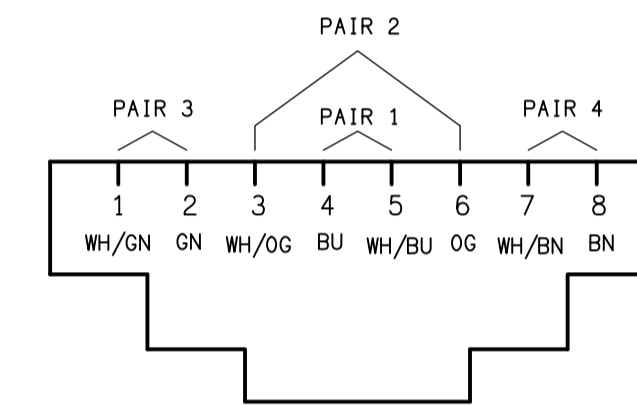 PAIR 2
PAIR 3 PAIR 1 PAIR 4
1 2 3 4 5 6 7 8
WH/GN GN WH/OG BU WH/BU OG WH/BN BN